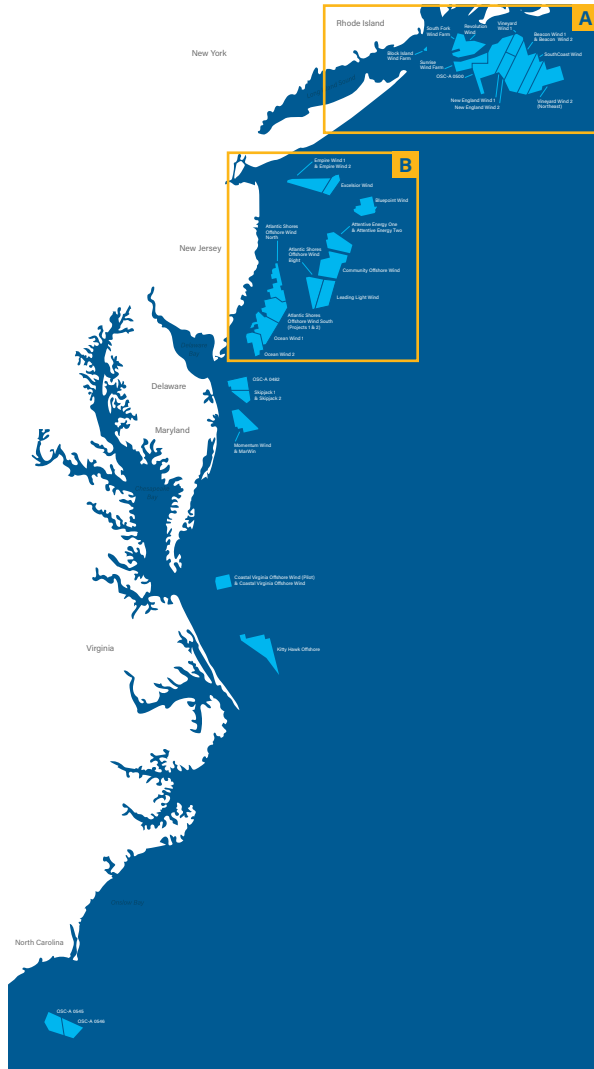 A
Rhode Island
New York
South Fork
Wind Farm
Revolution
Wind
Vineyard
Wind 1
Beacon Wind 1
& Beacon Wind 2
SouthCoast Wind
Block Island
Wind Farm
Sunrise
Wind Farm
OSC-A 0500
New England Wind 1
New England Wind 2
Vineyard Wind 2
(Northeast)
B
Empire Wind 1
& Empire Wind 2
Excelsior Wind
Bluepoint Wind
New Jersey
Atlantic Shores
Offshore Wind
North
Attentive Energy One
& Attentive Energy Two
Atlantic Shores
Offshore Wind
Bight
Community Offshore Wind
Leading Light Wind
Atlantic Shores
Offshore Wind South
(Projects 1 & 2)
Ocean Wind 1
Ocean Wind 2
Delaware
Bay
Delaware
OSC-A 0482
Skipjack 1
& Skipjack 2
Maryland
Momentum Wind
& MarWin
Bay
Coastal Virginia Offshore Wind (Pilot)
& Coastal Virginia Offshore Wind
Virginia
Kitty Hawk Offshore
North Carolina
OSC-A 0545
OSC-A 0546